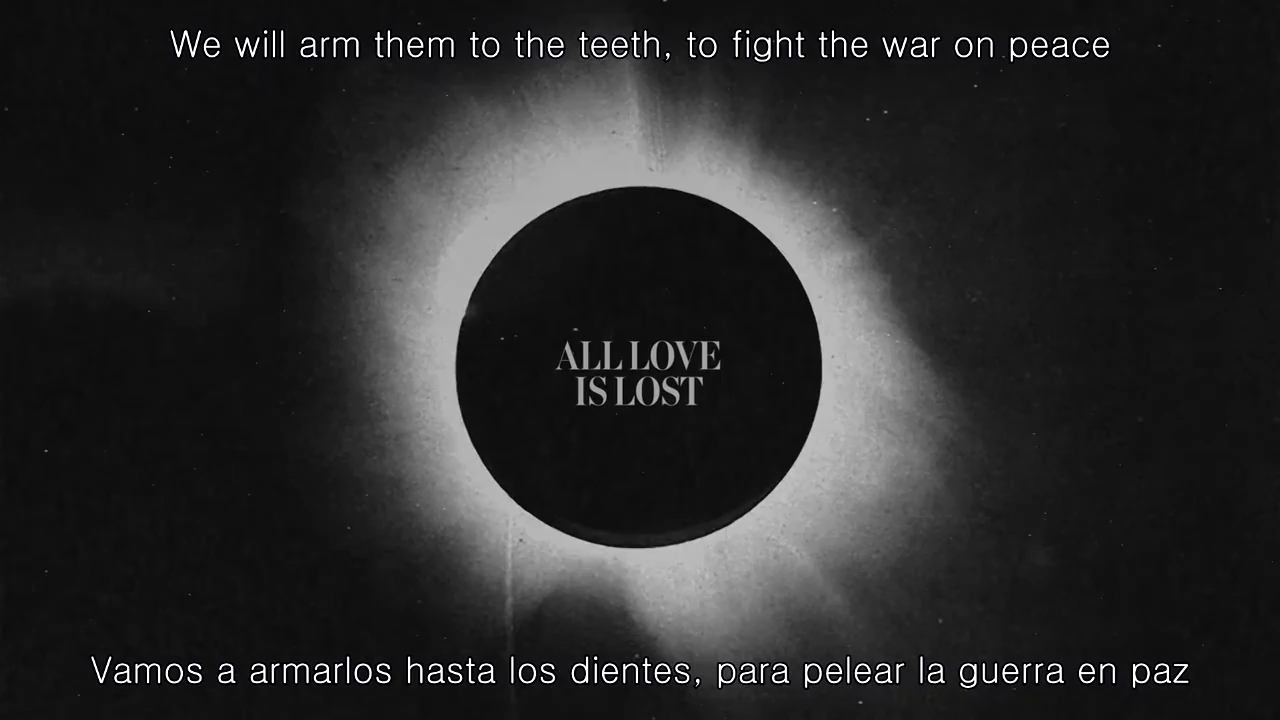 We will arm them to the teeth, to fight the war on peace
ALL LOVE
IS LOST
Vamos a armarlos hasta los dientes, para pelear la guerra en paz